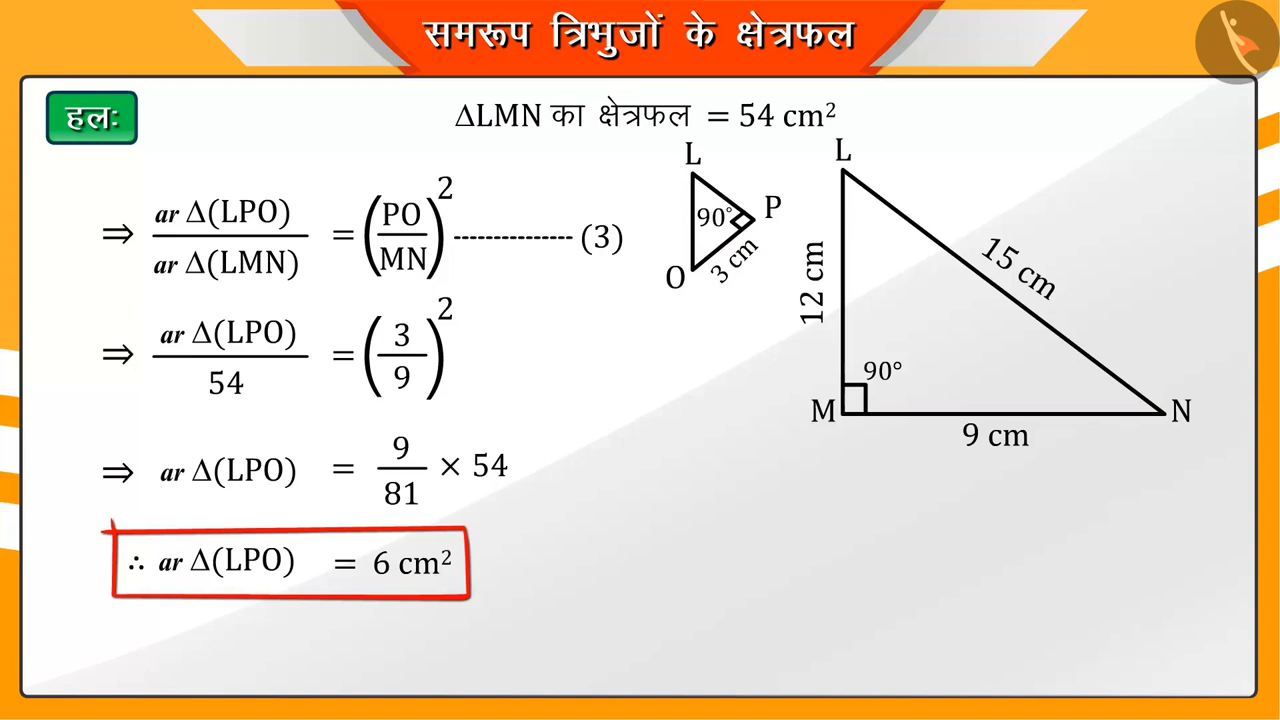 समरूप त्रिभुजों के क्षेत्रफल
हलः
ΔLMN का क्षेत्रफल = 54 cm²
⇒ ar Δ(LPO) / ar Δ(LMN) = (PO/MN)² --------------- (3)
⇒ ar Δ(LPO) / 54 = (3/9)²
⇒ ar Δ(LPO) = 9/81 × 54
∴ ar Δ(LPO) = 6 cm²
L
90°
P
O
3 cm
L
12 cm
15 cm
90°
M
N
9 cm